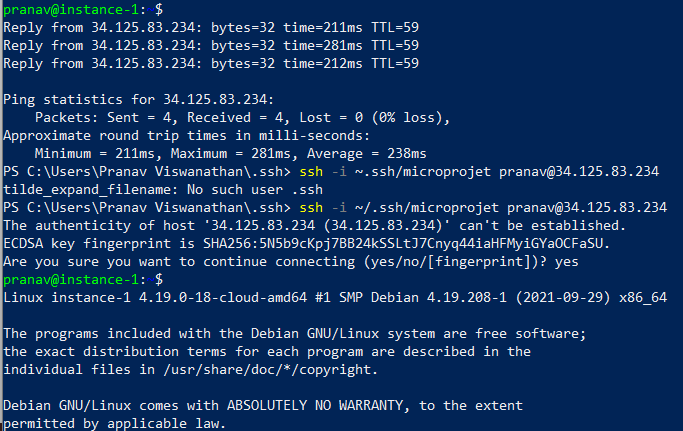 pranav@instance-1:~$
Reply from 34.125.83.234: bytes=32 time=211ms TTL=59
Reply from 34.125.83.234: bytes=32 time=281ms TTL=59
Reply from 34.125.83.234: bytes=32 time=212ms TTL=59
Ping statistics for 34.125.83.234:
Packets: Sent = 4, Received = 4, Lost = 0 (0% loss),
Approximate round trip times in milli-seconds:
Minimum = 211ms, Maximum = 281ms, Average = 238ms
PS C:\Users\Pranav Viswanathan\.ssh> ssh -i ~.ssh/microprojet pranav@34.125.83.234
tilde_expand_filename: No such user .ssh
PS C:\Users\Pranav Viswanathan\.ssh> ssh -i ~/.ssh/microprojet pranav@34.125.83.234
The authenticity of host '34.125.83.234 (34.125.83.234)' can't be established.
ECDSA key fingerprint is SHA256:5N5b9cKpj7BB24kSSLtJ7Cnyq44iaHFMyiGYaOCFaSU.
Are you sure you want to continue connecting (yes/no/[fingerprint])? yes
pranav@instance-1:~$
Linux instance-1 4.19.0-18-cloud-amd64 #1 SMP Debian 4.19.208-1 (2021-09-29) x86_64
The programs included with the Debian GNU/Linux system are free software;
the exact distribution terms for each program are described in the
individual files in /usr/share/doc/*/copyright.
Debian GNU/Linux comes with ABSOLUTELY NO WARRANTY, to the extent
permitted by applicable law.